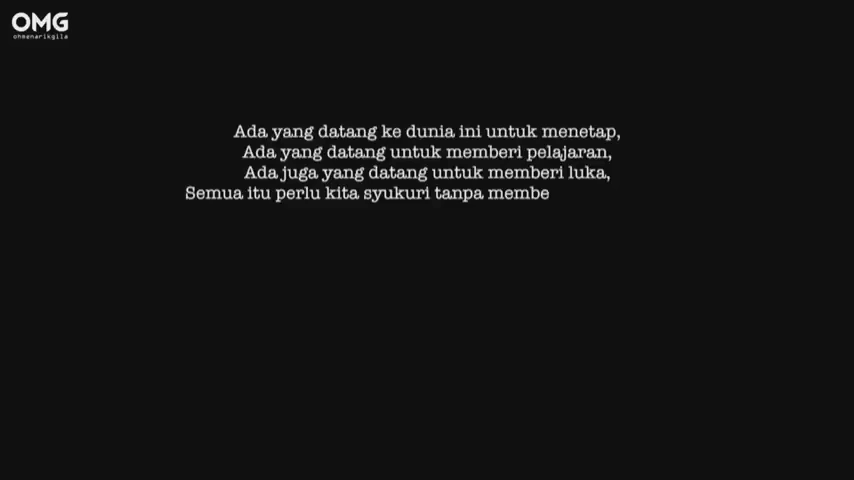 OMG
ohmenarikgila
Ada yang datang ke dunia ini untuk menetap,
Ada yang datang untuk memberi pelajaran,
Ada juga yang datang untuk memberi luka,
Semua itu perlu kita syukuri tanpa membe